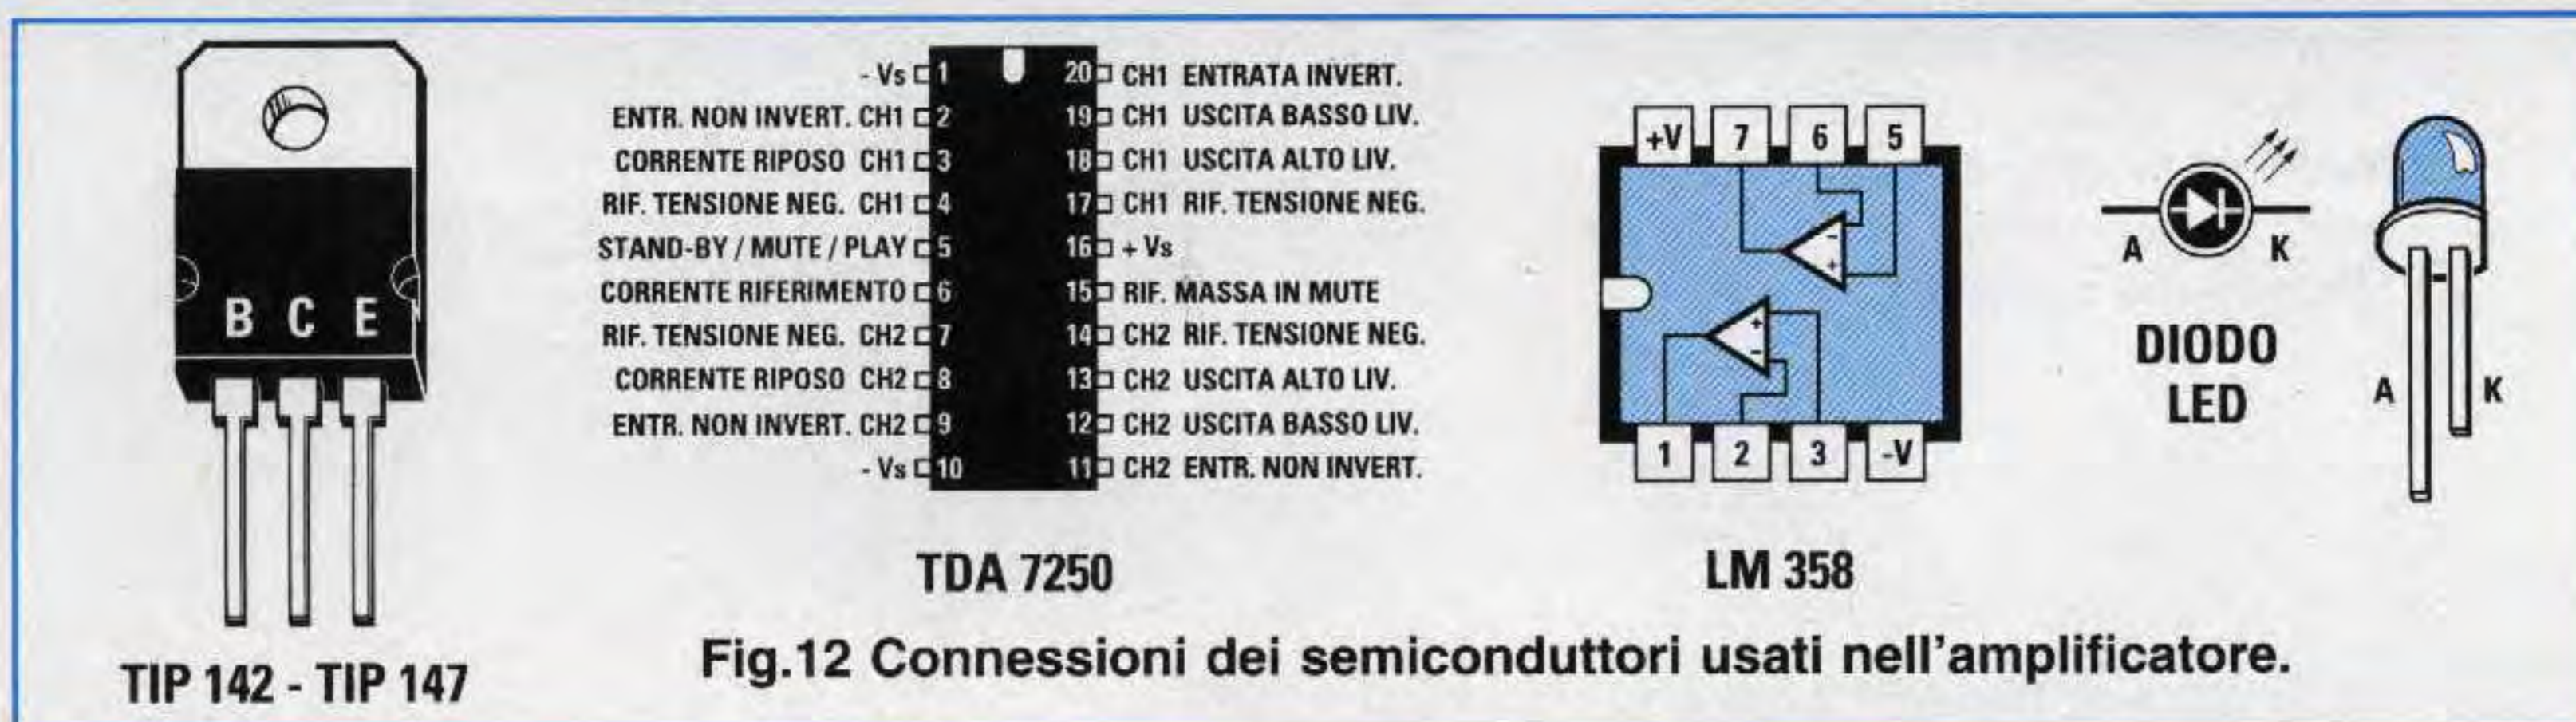 B C E
TIP 142 - TIP 147
- Vs 1
ENTR. NON INVERT. CH1 2
CORRENTE RIPOSO CH1 3
RIF. TENSIONE NEG. CH1 4
STAND-BY / MUTE / PLAY 5
CORRENTE RIFERIMENTO 6
RIF. TENSIONE NEG. CH2 7
CORRENTE RIPOSO CH2 8
ENTR. NON INVERT. CH2 9
- Vs 10
20 CH1 ENTRATA INVERT.
19 CH1 USCITA BASSO LIV.
18 CH1 USCITA ALTO LIV.
17 CH1 RIF. TENSIONE NEG.
16 + Vs
15 RIF. MASSA IN MUTE
14 CH2 RIF. TENSIONE NEG.
13 CH2 USCITA ALTO LIV.
12 CH2 USCITA BASSO LIV.
11 CH2 ENTR. NON INVERT.
TDA 7250
+V 7 6 5
-
+
+
-
1 2 3 -V
LM 358
A K
DIODO
LED
A K
Fig.12 Connessioni dei semiconduttori usati nell'amplificatore.